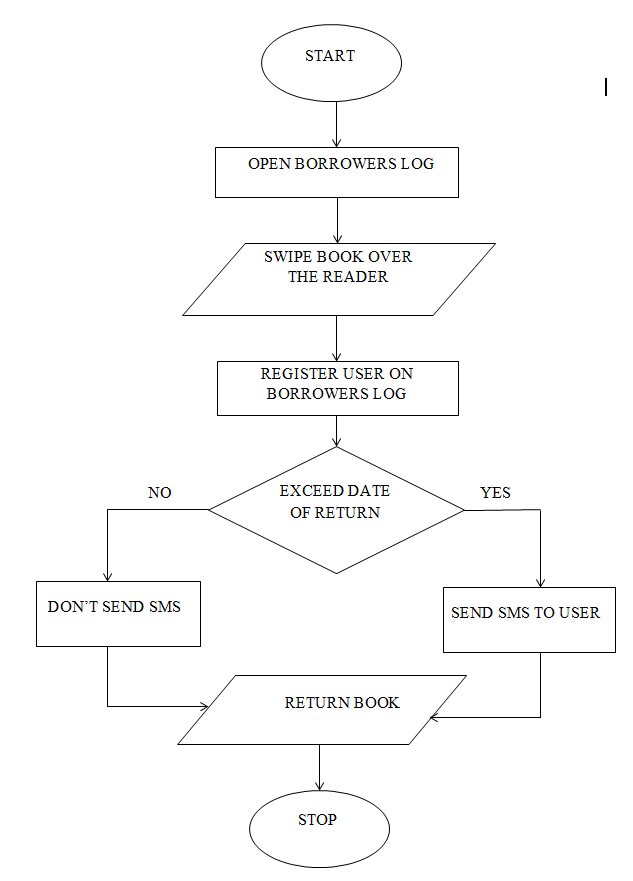 START
OPEN BORROWERS LOG
SWIPE BOOK OVER
THE READER
REGISTER USER ON
BORROWERS LOG
EXCEED DATE
OF RETURN
NO
YES
DON'T SEND SMS
SEND SMS TO USER
RETURN BOOK
STOP